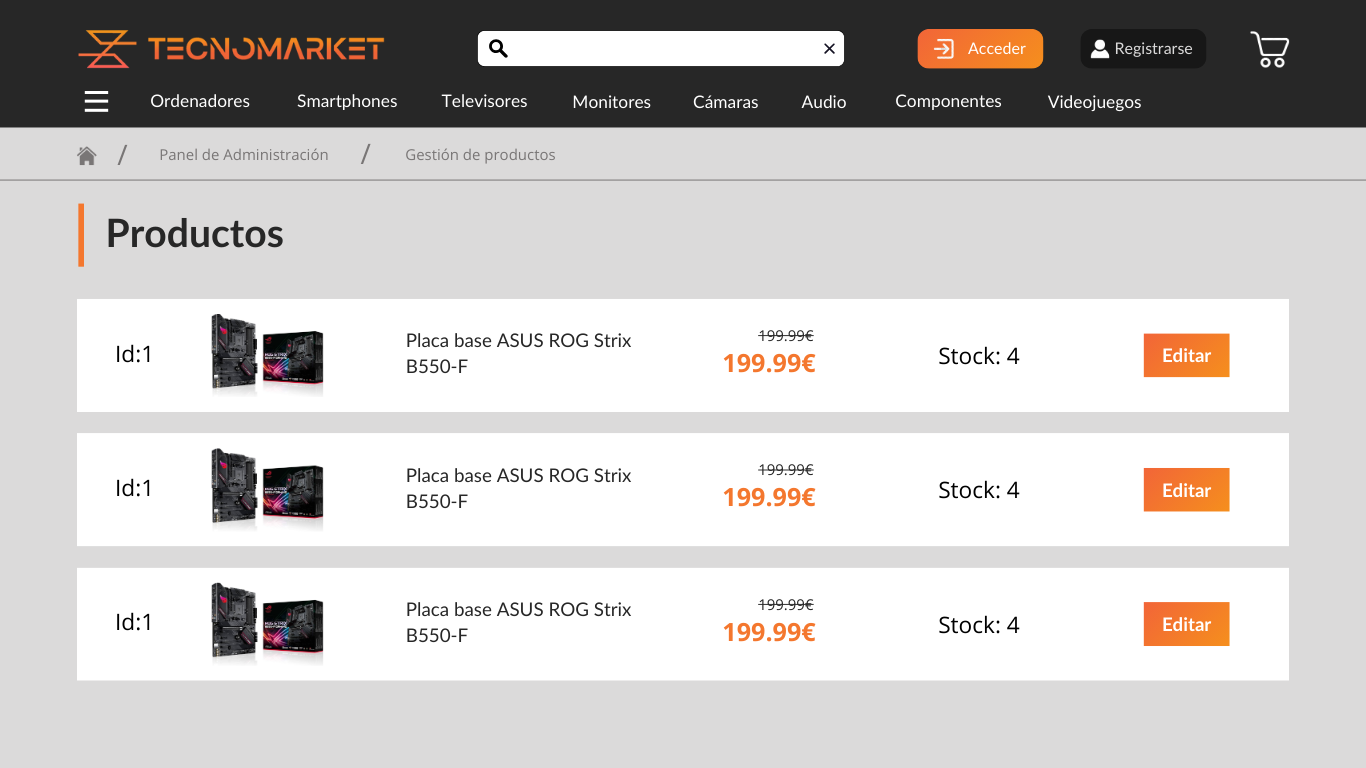 TECNOMARKET
Acceder
Registrarse
Ordenadores Smartphones Televisores Monitores Cámaras Audio Componentes Videojuegos
/ Panel de Administración / Gestión de productos
Productos
Id:1
Placa base ASUS ROG Strix
B550-F
199.99€
199.99€
Stock: 4
Editar
Id:1
Placa base ASUS ROG Strix
B550-F
199.99€
199.99€
Stock: 4
Editar
Id:1
Placa base ASUS ROG Strix
B550-F
199.99€
199.99€
Stock: 4
Editar